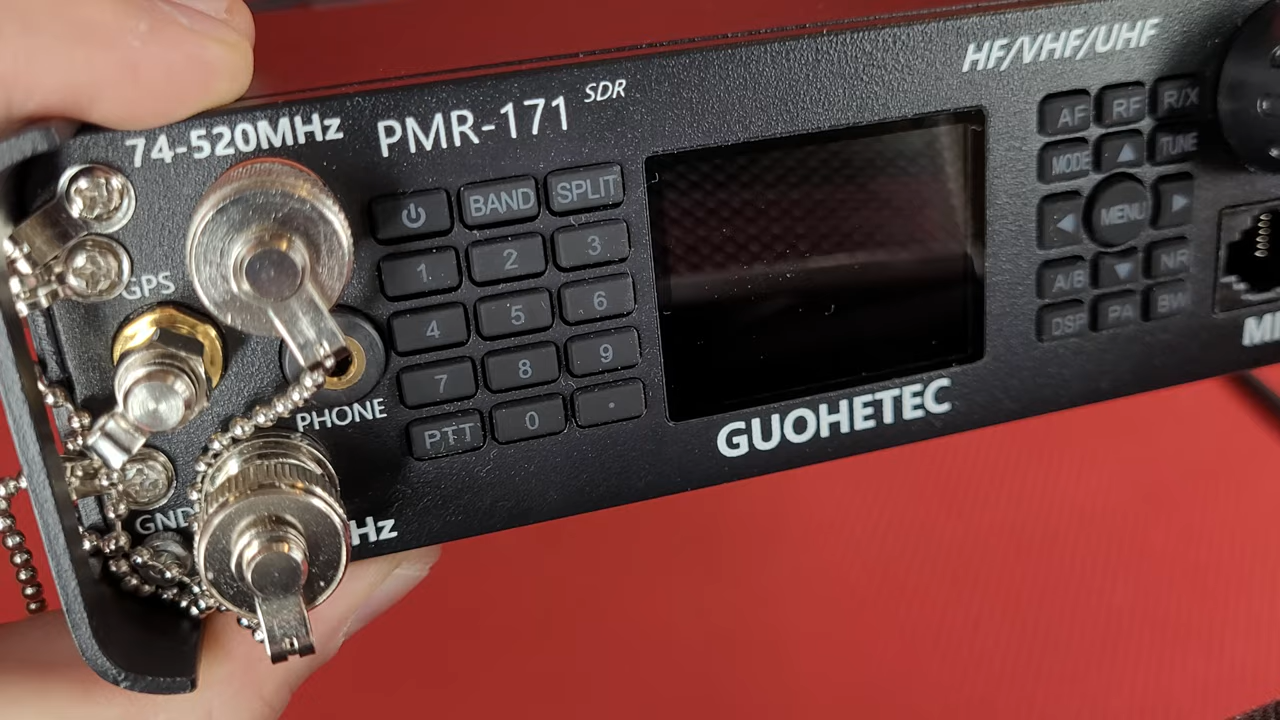 HF/VHF/UHF
74-520MHz
PMR-171 SDR
AF RF R/X
MODE TUNE
MENU
A/B NR
DSP PA BW
BAND SPLIT
1 2 3
4 5 6
7 8 9
PTT 0 .
GPS
PHONE
GND
Hz
GUOHETEC